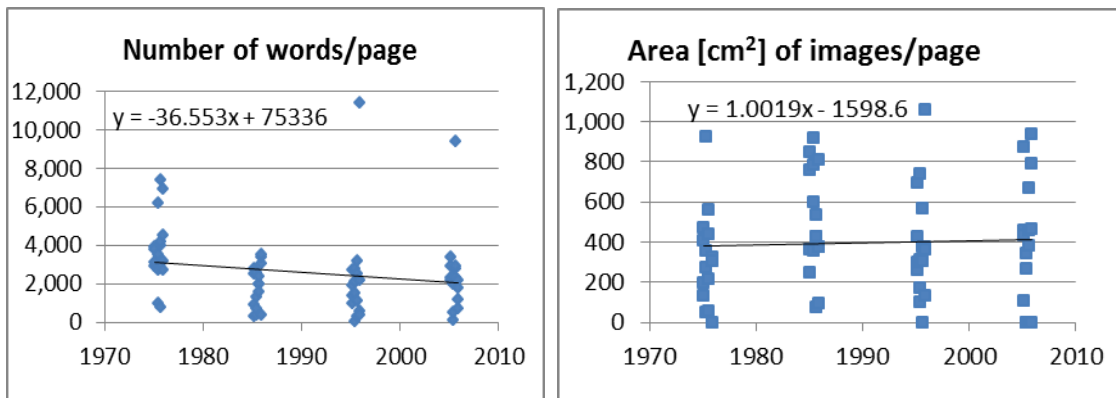 Number of words/page
12,000
y = -36.553x + 75336
10,000
8,000
6,000
4,000
2,000
0
1970 1980 1990 2000 2010
Area [cm²] of images/page
1,200
y = 1.0019x - 1598.6
1,000
800
600
400
200
0
1970 1980 1990 2000 2010